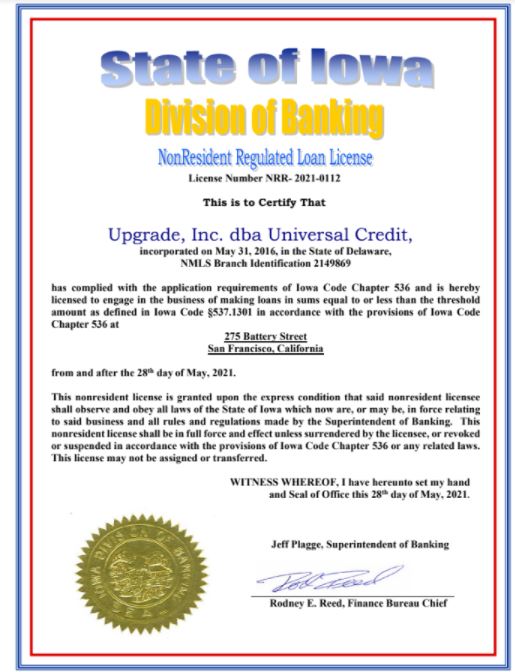 State of Iowa
Division of Banking
NonResident Regulated Loan License
License Number NRR- 2021-0112
This is to Certify That
Upgrade, Inc. dba Universal Credit,
incorporated on May 31, 2016, in the State of Delaware,
NMLS Branch Identification 2149869
has complied with the application requirements of Iowa Code Chapter 536 and is hereby
licensed to engage in the business of making loans in sums equal to or less than the threshold
amount as defined in Iowa Code §537.1301 in accordance with the provisions of Iowa Code
Chapter 536 at
275 Battery Street
San Francisco, California
from and after the 28th day of May, 2021.
This nonresident license is granted upon the express condition that said nonresident licensee
shall observe and obey all laws of the State of Iowa which now are, or may be, in force relating
to said business and all rules and regulations made by the Superintendent of Banking. This
nonresident license shall be in full force and effect unless surrendered by the licensee, or revoked
or suspended in accordance with the provisions of Iowa Code Chapter 536 or any related laws.
This license may not be assigned or transferred.
WITNESS WHEREOF, I have hereunto set my hand
and Seal of Office this 28th day of May, 2021.
IOWA DIVISION OF BANKING
SEAL
Jeff Plagge, Superintendent of Banking
Rod Reed
Rodney E. Reed, Finance Bureau Chief